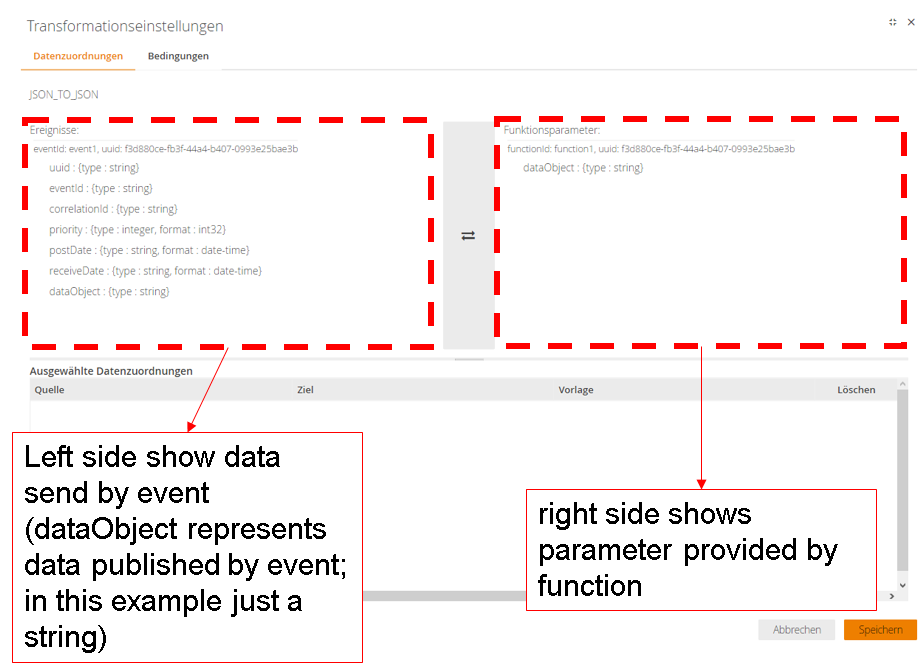 Transformationseinstellungen
Datenzuordnungen Bedingungen
JSON_TO_JSON
Ereignisse:
eventId: event1, uuid: f3d880ce-fb3f-44a4-b407-0993e25bae3b
uuid : {type : string}
eventId : {type : string}
correlationId : {type : string}
priority : {type : integer, format : int32}
postDate : {type : string, format : date-time}
receiveDate : {type : string, format : date-time}
dataObject : {type : string}
Funktionsparameter:
functionId: function1, uuid: f3d880ce-fb3f-44a4-b407-0993e25bae3b
dataObject : {type : string}
Ausgewählte Datenzuordnungen
Quelle Ziel Vorlage Löschen
Left side show data
send by event
(dataObject represents
data published by event;
in this example just a
string)
right side shows
parameter provided by
function
Abbrechen Speichern